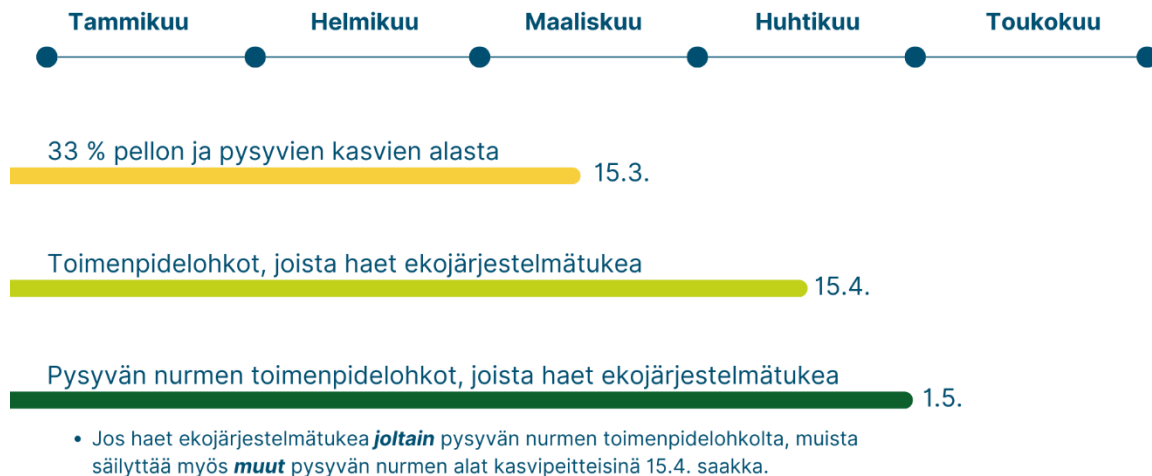 Tammikuu Helmikuu Maaliskuu Huhtikuu Toukokuu
33 % pellon ja pysyvien kasvien alasta
15.3.
Toimenpidelohkot, joista haet ekojärjestelmätukea
15.4.
Pysyvän nurmen toimenpidelohkot, joista haet ekojärjestelmätukea
1.5.
• Jos haet ekojärjestelmätukea joltain pysyvän nurmen toimenpidelohkolta, muista
säilyttää myös muut pysyvän nurmen alat kasvipeitteisinä 15.4. saakka.